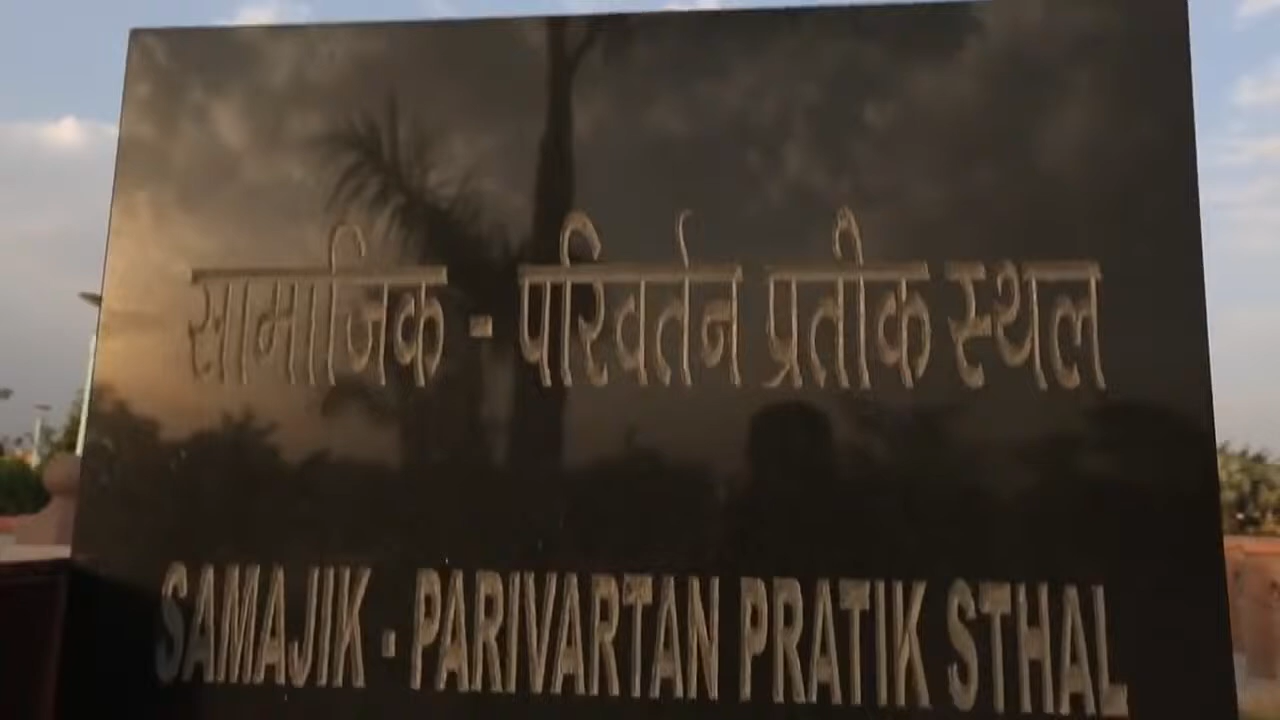 सामाजिक - परिवर्तन प्रतीक स्थल
SAMAJIK - PARIVARTAN PRATIK STHAL